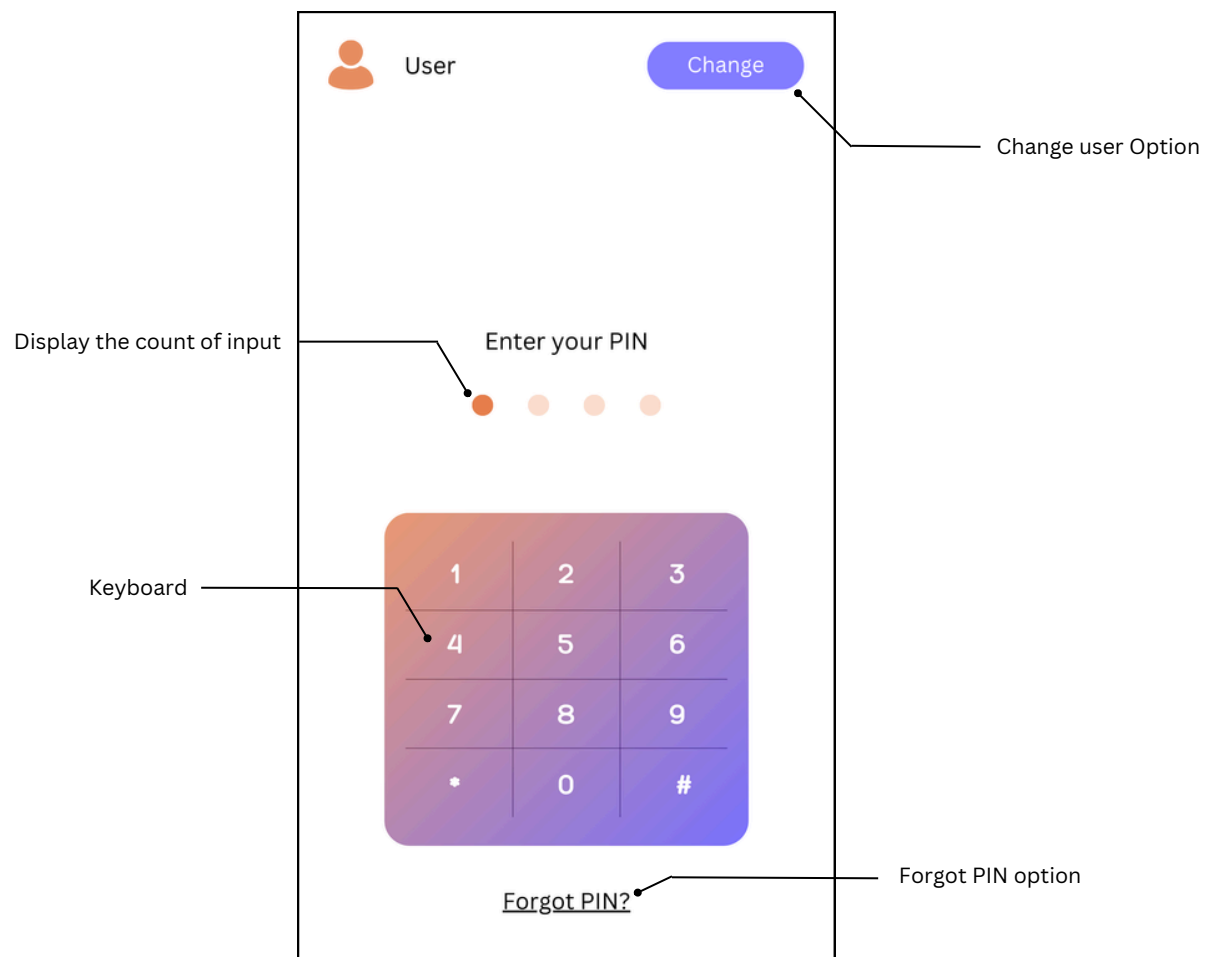 User
Change
Change user Option
Display the count of input
Enter your PIN
1 2 3
Keyboard
4 5 6
7 8 9
* 0 #
Forgot PIN option
Forgot PIN?